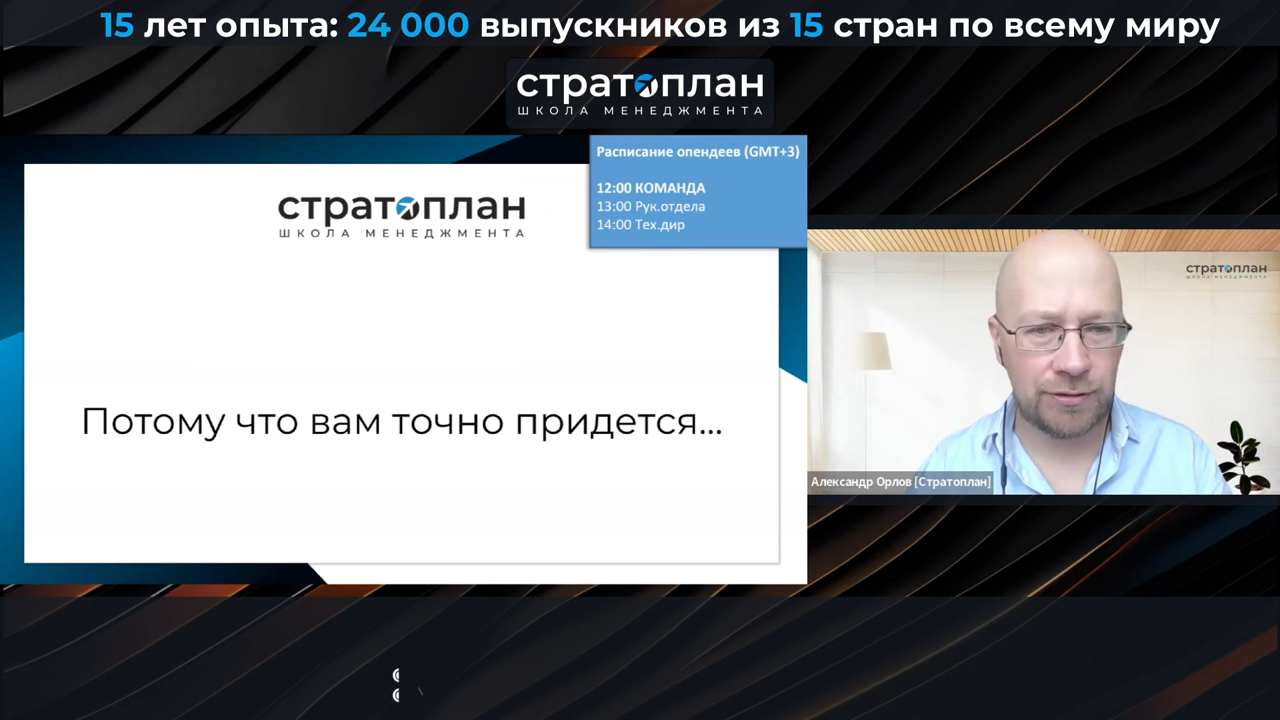 15 лет опыта: 24 000 выпускников из 15 стран по всему миру
стратоплан
ШКОЛА МЕНЕДЖМЕНТА
Расписание опендеев (GMT+3)
12:00 КОМАНДА
13:00 Рук.отдела
14:00 Тех.дир
стратоплан
ШКОЛА МЕНЕДЖМЕНТА
Потому что вам точно придется...
стратоплан
ШКОЛА МЕНЕДЖМЕНТА
Александр Орлов [Стратоплан]